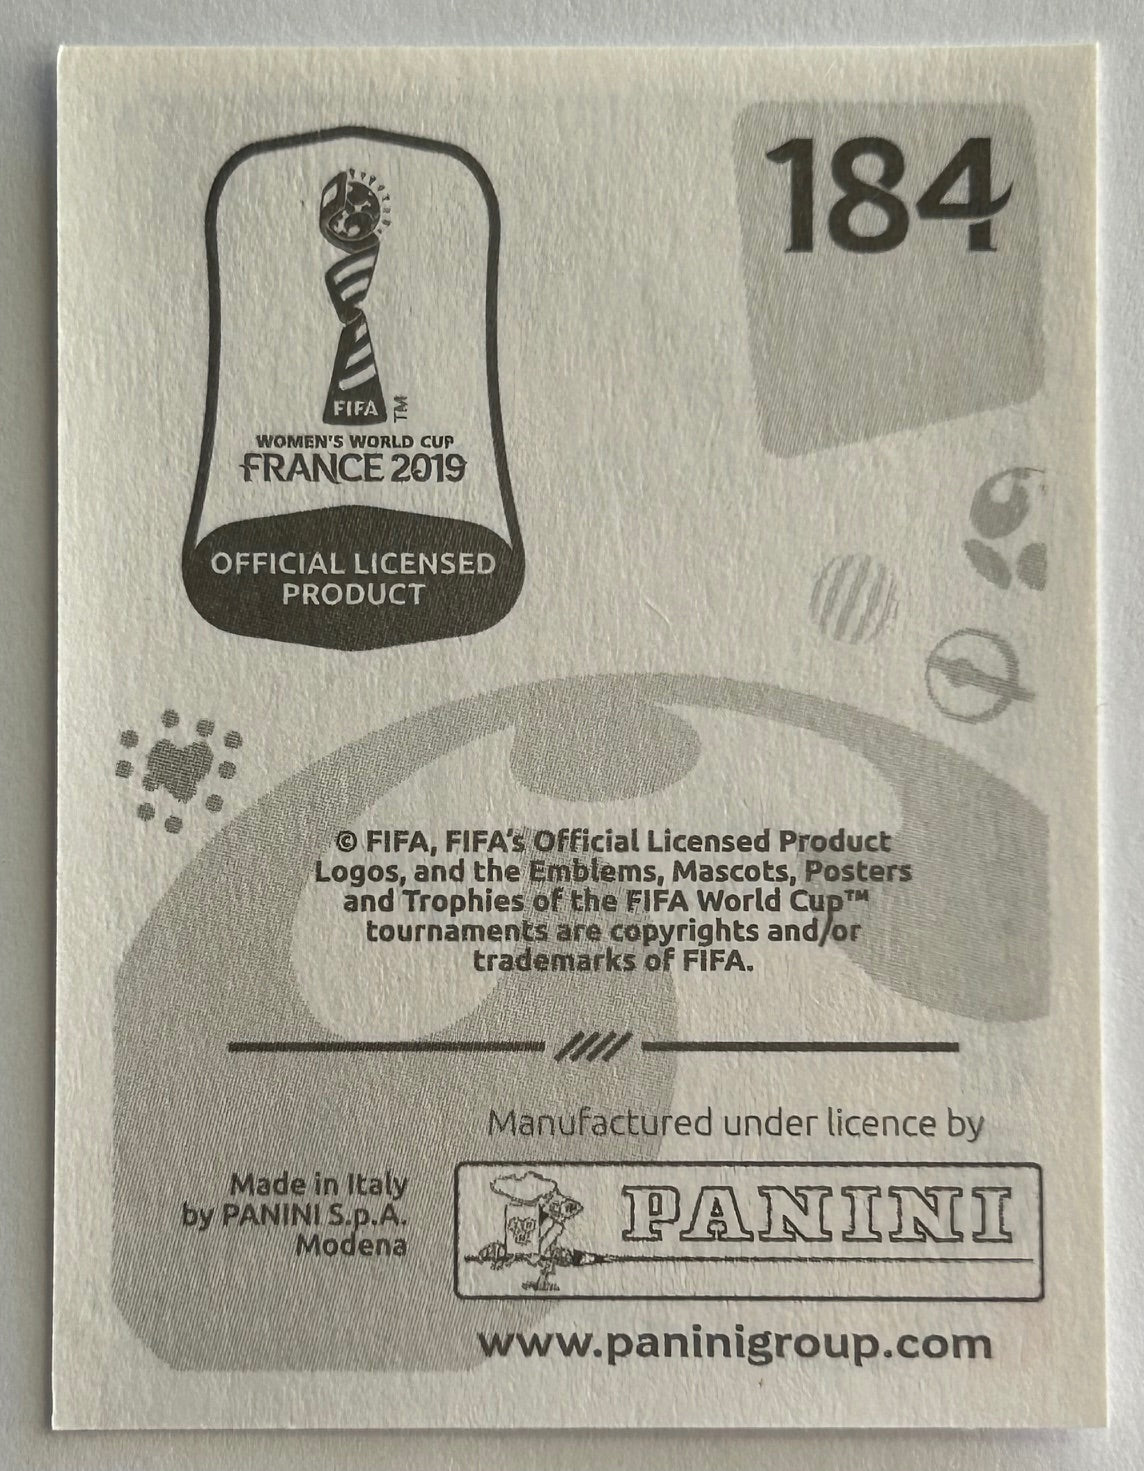 184
FIFA
TM
WOMEN'S WORLD CUP
FRANCE 2019
OFFICIAL LICENSED
PRODUCT
© FIFA, FIFA's Official Licensed Product
Logos, and the Emblems, Mascots, Posters
and Trophies of the FIFA World Cup™
tournaments are copyrights and/or
trademarks of FIFA.
Manufactured under licence by
Made in Italy
by PANINI S.p.A.
Modena
PANINI
www.paninigroup.com